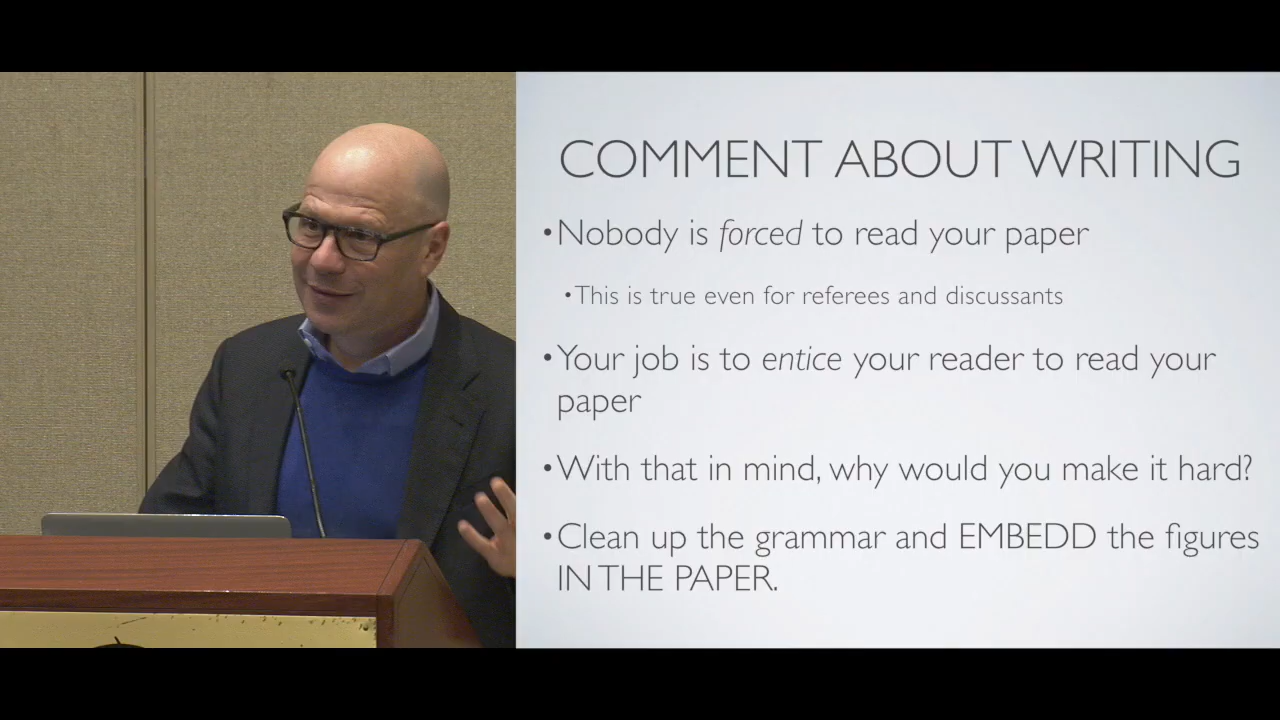 COMMENT ABOUT WRITING
•Nobody is forced to read your paper
•This is true even for referees and discussants
•Your job is to entice your reader to read your
paper
•With that in mind, why would you make it hard?
•Clean up the grammar and EMBEDD the figures
IN THE PAPER.